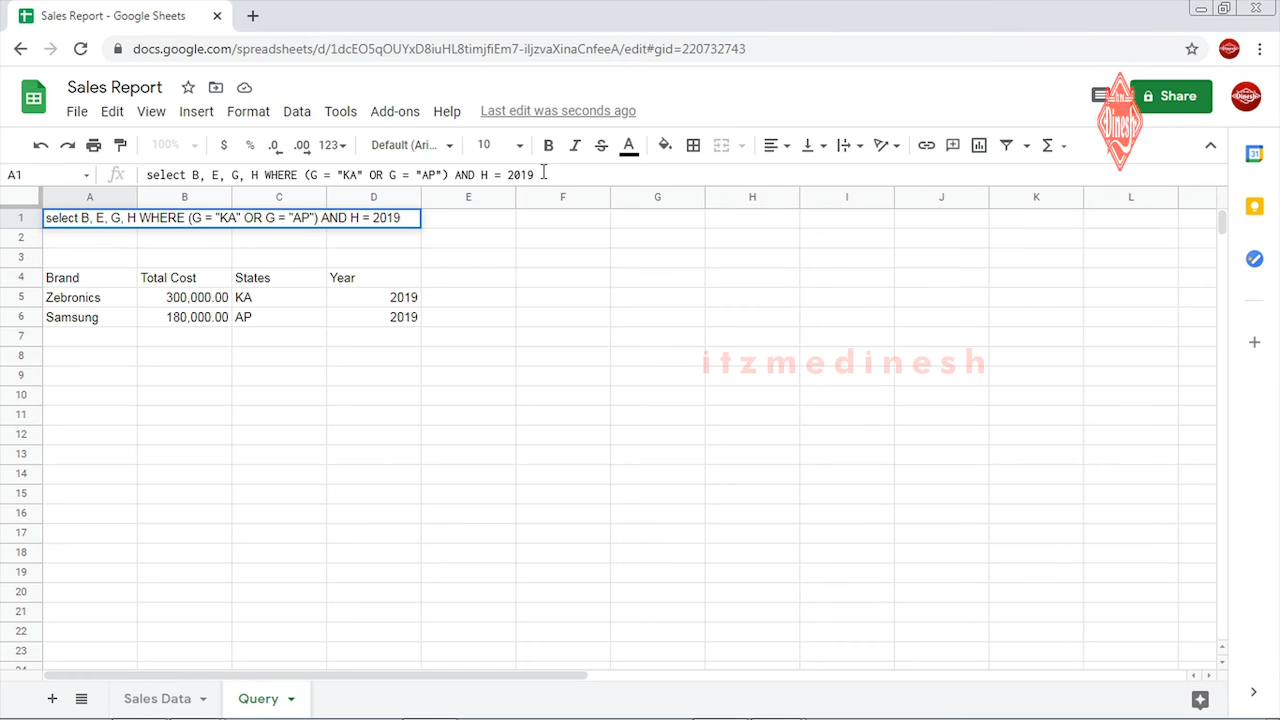 Sales Report - Google Sheets
docs.google.com/spreadsheets/d/1dcEO5qOUYxD8iuHL8timjfiEm7-iljzvaXinaCnfeeA/edit#gid=220732743
Sales Report
File Edit View Insert Format Data Tools Add-ons Help Last edit was seconds ago
Share
Dinesh
100% $ % .0 .00 123 Default (Ari... 10 B I S A
31
A1 fx select B, E, G, H WHERE (G = "KA" OR G = "AP") AND H = 2019
A B C D E F G H I J K L
1 select B, E, G, H WHERE (G = "KA" OR G = "AP") AND H = 2019
2
3
4 Brand Total Cost States Year
5 Zebronics 300,000.00 KA 2019
6 Samsung 180,000.00 AP 2019
7
8
itzmedinesh
9
10
11
12
13
14
15
16
17
18
19
20
21
22
23
Sales Data Query